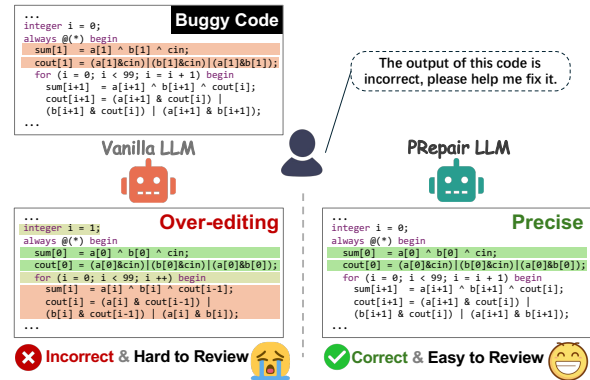 Buggy Code
...
integer i = 0;
always @(*) begin
sum[1] = a[1] ^ b[1] ^ cin;
cout[1] = (a[1]&cin)|(b[1]&cin)|(a[1]&b[1]);
for (i = 0; i < 99; i = i + 1) begin
sum[i+1] = a[i+1] ^ b[i+1] ^ cout[i];
cout[i+1] = (a[i+1] & cout[i]) |
(b[i+1] & cout[i]) | (a[i+1] & b[i+1]);
...
The output of this code is
incorrect, please help me fix it.
Vanilla LLM
PRepair LLM
Over-editing
...
integer i = 1;
always @(*) begin
sum[0] = a[0] ^ b[0] ^ cin;
cout[0] = (a[0]&cin)|(b[0]&cin)|(a[0]&b[0]);
for (i = 0; i < 99; i ++) begin
sum[i] = a[i] ^ b[i] ^ cout[i-1];
cout[i] = (a[i] & cout[i-1]) |
(b[i] & cout[i-1]) | (a[i] & b[i]);
...
Incorrect & Hard to Review
Precise
...
integer i = 0;
always @(*) begin
sum[0] = a[0] ^ b[0] ^ cin;
cout[0] = (a[0]&cin)|(b[0]&cin)|(a[0]&b[0]);
for (i = 0; i < 99; i = i + 1) begin
sum[i+1] = a[i+1] ^ b[i+1] ^ cout[i];
cout[i+1] = (a[i+1] & cout[i]) |
(b[i+1] & cout[i]) | (a[i+1] & b[i+1]);
...
Correct & Easy to Review